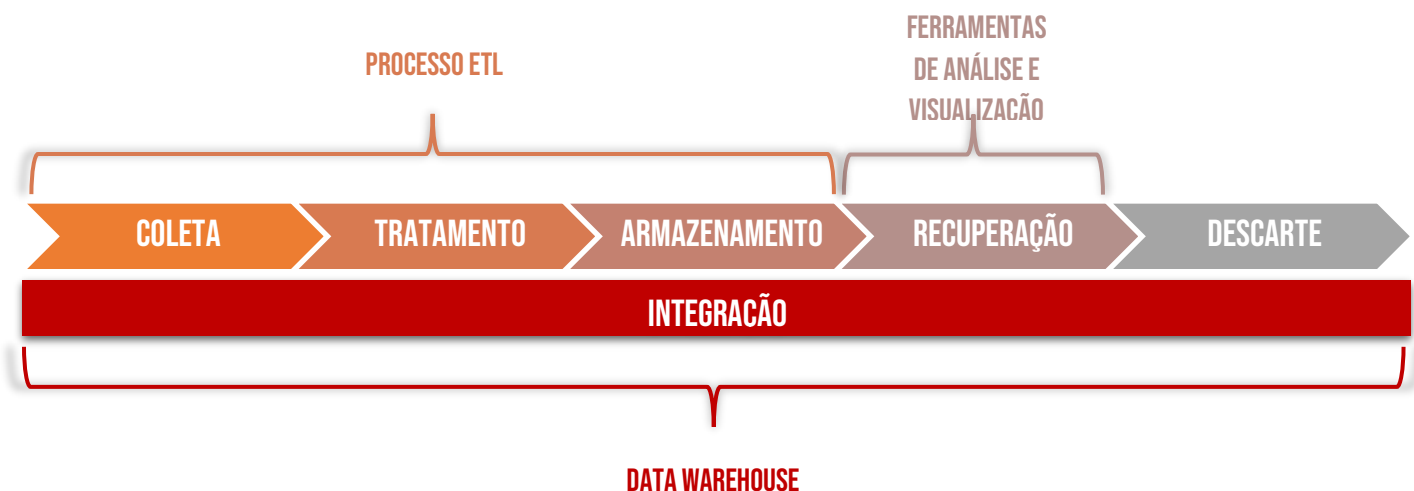 FERRAMENTAS
DE ANÁLISE E
VISUALIZAÇÃO
PROCESSO ETL
COLETA
TRATAMENTO
ARMAZENAMENTO
RECUPERAÇÃO
DESCARTE
INTEGRAÇÃO
DATA WAREHOUSE